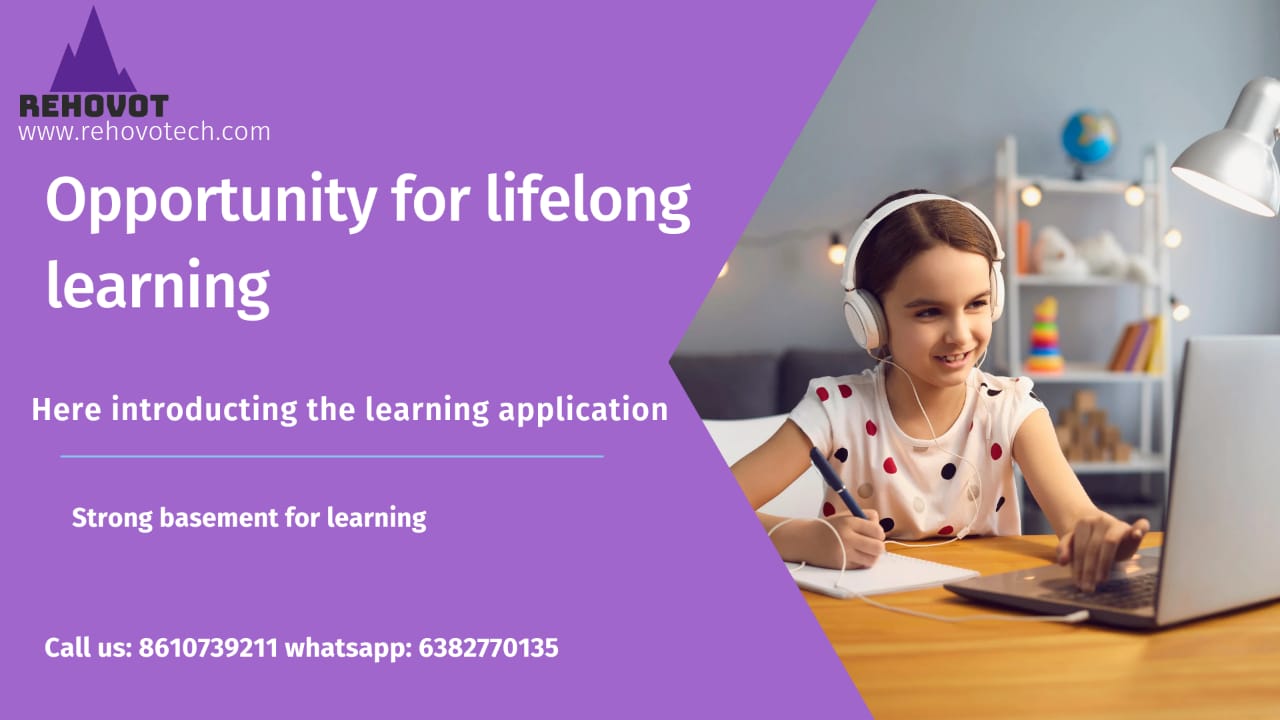 REHOVOT
www.rehovotech.com
Opportunity for lifelong
learning
Here introducting the learning application
Strong basement for learning
Call us: 8610739211 whatsapp: 6382770135